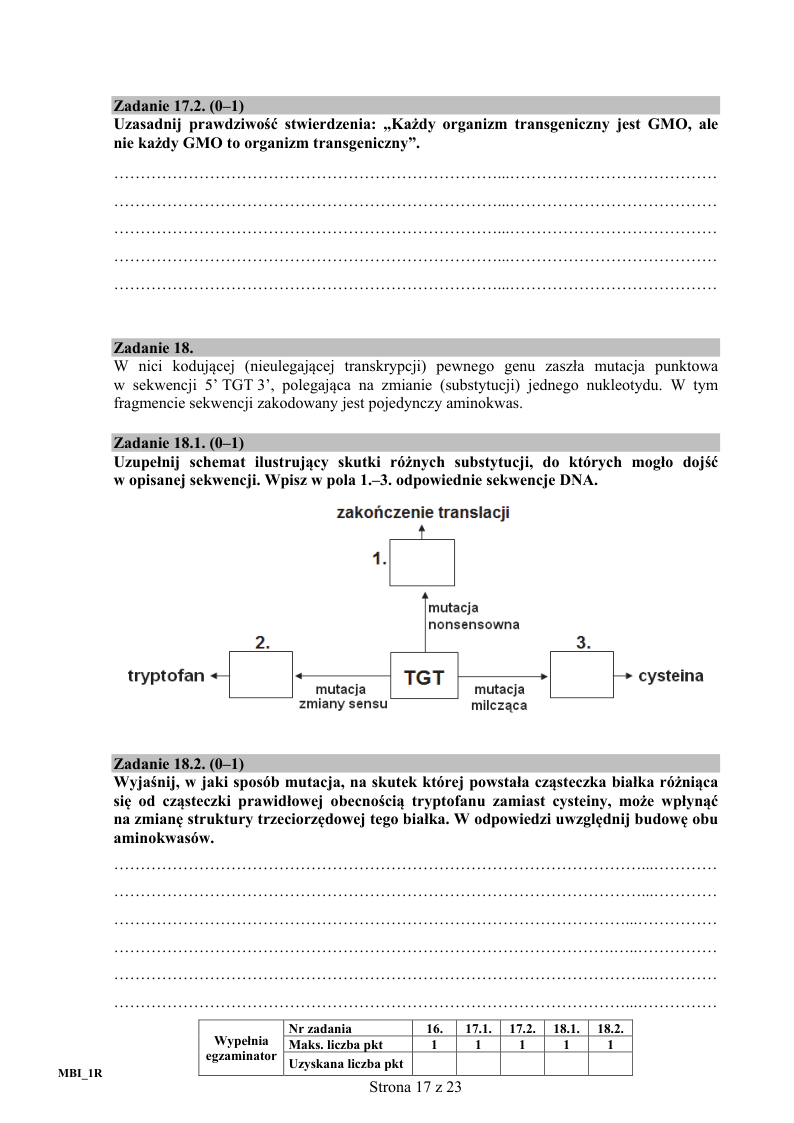 Zadanie 17.2. (0–1)
Uzasadnij prawdziwość stwierdzenia: „Każdy organizm transgeniczny jest GMO, ale
nie każdy GMO to organizm transgeniczny”.
Zadanie 18.
W nici kodującej (nieulegającej transkrypcji) pewnego genu zaszła mutacja punktowa
w sekwencji 5’ TGT 3’, polegająca na zmianie (substytucji) jednego nukleotydu. W tym
fragmencie sekwencji zakodowany jest pojedynczy aminokwas.
Zadanie 18.1. (0–1)
Uzupełnij schemat ilustrujący skutki różnych substytucji, do których mogło dojść
w opisanej sekwencji. Wpisz w pola 1.–3. odpowiednie sekwencje DNA.
zakończenie translacji
1.
mutacja
nonsensowna
2.
3.
tryptofan
TGT
cysteina
mutacja
zmiany sensu
mutacja
milcząca
Zadanie 18.2. (0–1)
Wyjaśnij, w jaki sposób mutacja, na skutek której powstała cząsteczka białka różniąca
się od cząsteczki prawidłowej obecnością tryptofanu zamiast cysteiny, może wpłynąć
na zmianę struktury trzeciorzędowej tego białka. W odpowiedzi uwzględnij budowę obu
aminokwasów.
Wypełnia
egzaminator
Nr zadania 16. 17.1. 17.2. 18.1. 18.2.
Maks. liczba pkt 1 1 1 1 1
Uzyskana liczba pkt
MBI_1R
Strona 17 z 23